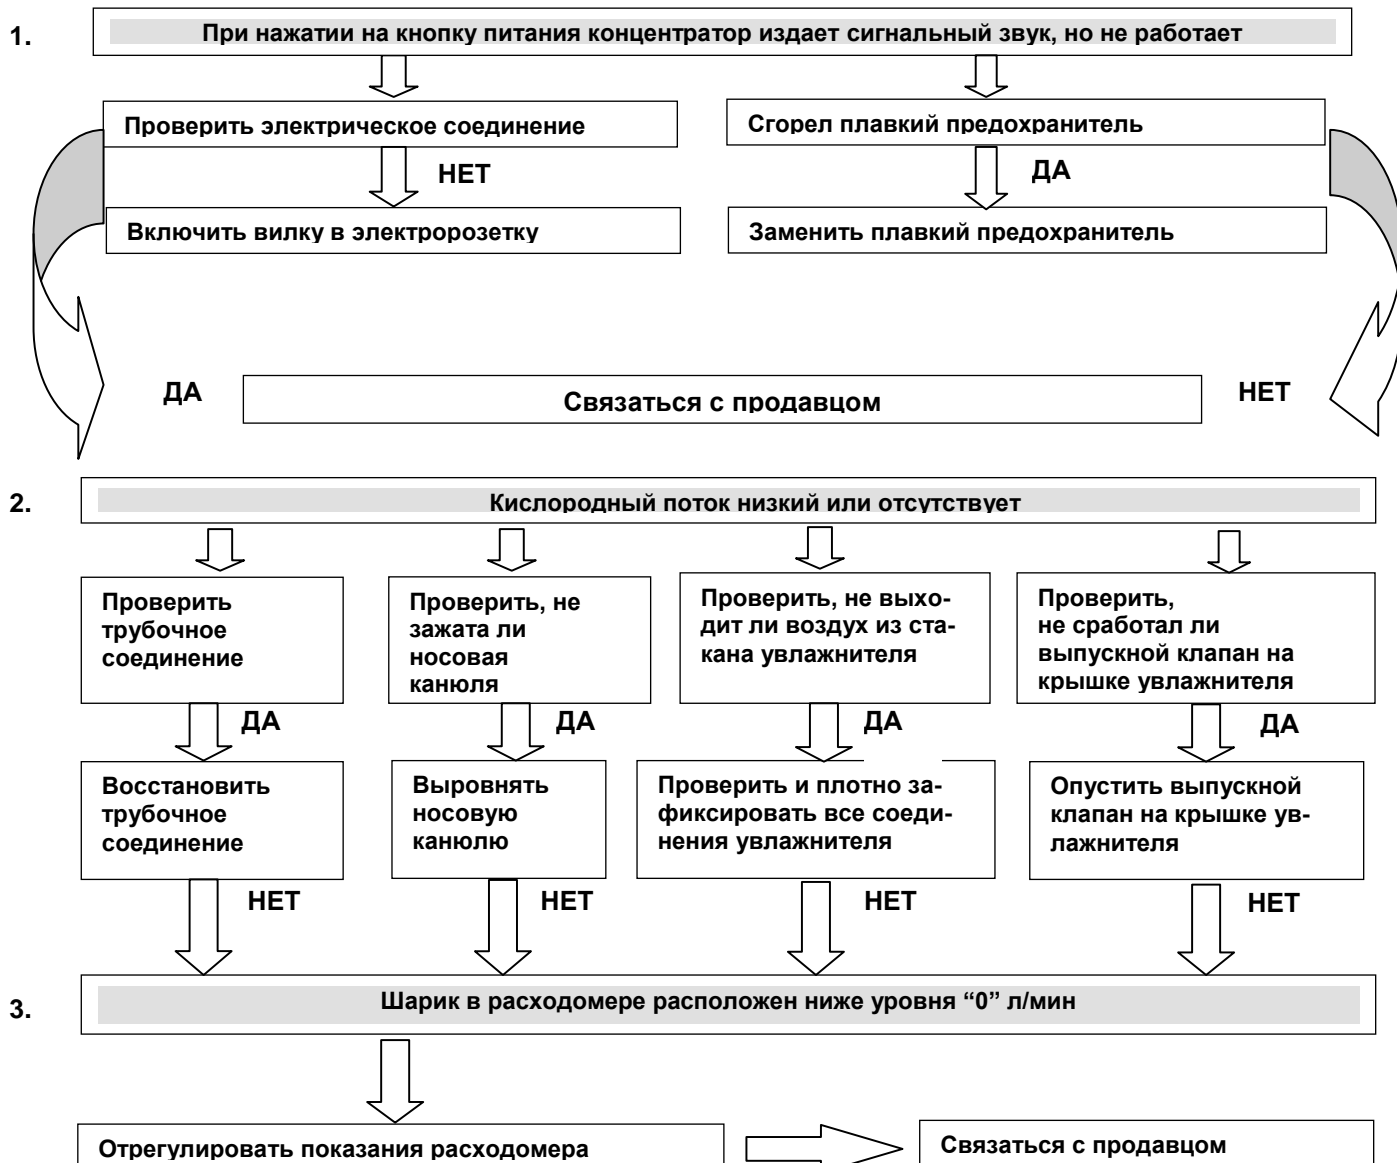 1.
При нажатии на кнопку питания концентратор издает сигнальный звук, но не работает
Проверить электрическое соединение
Сгорел плавкий предохранитель
НЕТ
ДА
Включить вилку в электророзетку
Заменить плавкий предохранитель
ДА
Связаться с продавцом
НЕТ
2.
Кислородный поток низкий или отсутствует
Проверить
трубочное
соединение
Проверить, не
зажата ли
носовая
канюля
Проверить, не выхо-
дит ли воздух из ста-
кана увлажнителя
Проверить,
не сработал ли
выпускной клапан на
крышке увлажнителя
ДА
ДА
ДА
ДА
Восстановить
трубочное
соединение
Выровнять
носовую
канюлю
Проверить и плотно за-
фиксировать все соеди-
нения увлажнителя
Опустить выпускной
клапан на крышке ув-
лажнителя
НЕТ
НЕТ
НЕТ
НЕТ
3.
Шарик в расходомере расположен ниже уровня “0” л/мин
Отрегулировать показания расходомера
Связаться с продавцом